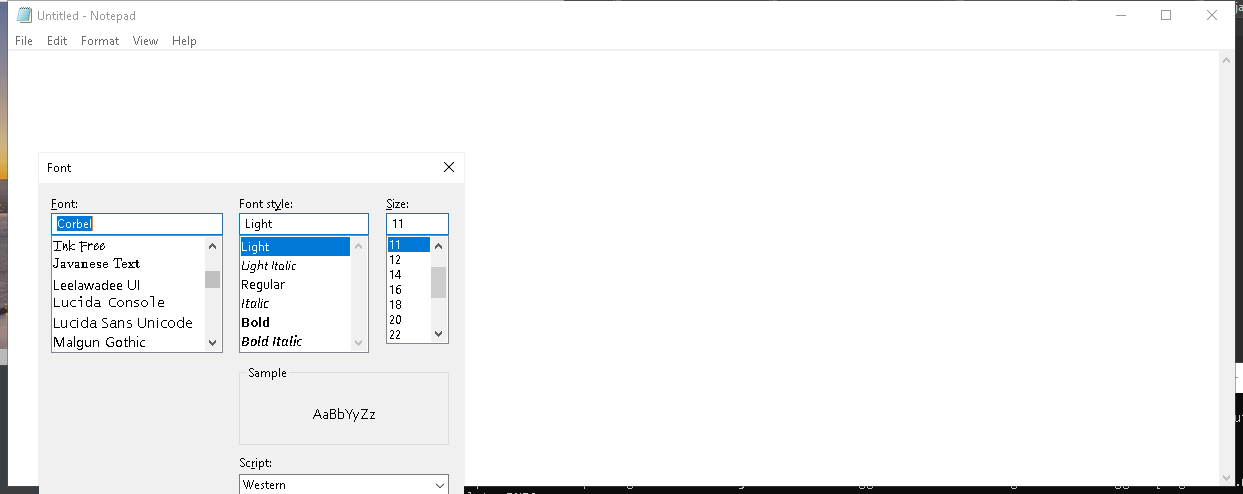 Untitled - Notepad
File Edit Format View Help
Font
Font:
Corbel
Ink Free
Javanese Text
Leelawadee UI
Lucida Console
Lucida Sans Unicode
Malgun Gothic
Font style:
Light
Light
Light Italic
Regular
Italic
Bold
Bold Italic
Size:
11
11
12
14
16
18
20
22
Sample
AaBbYyZz
Script:
Western